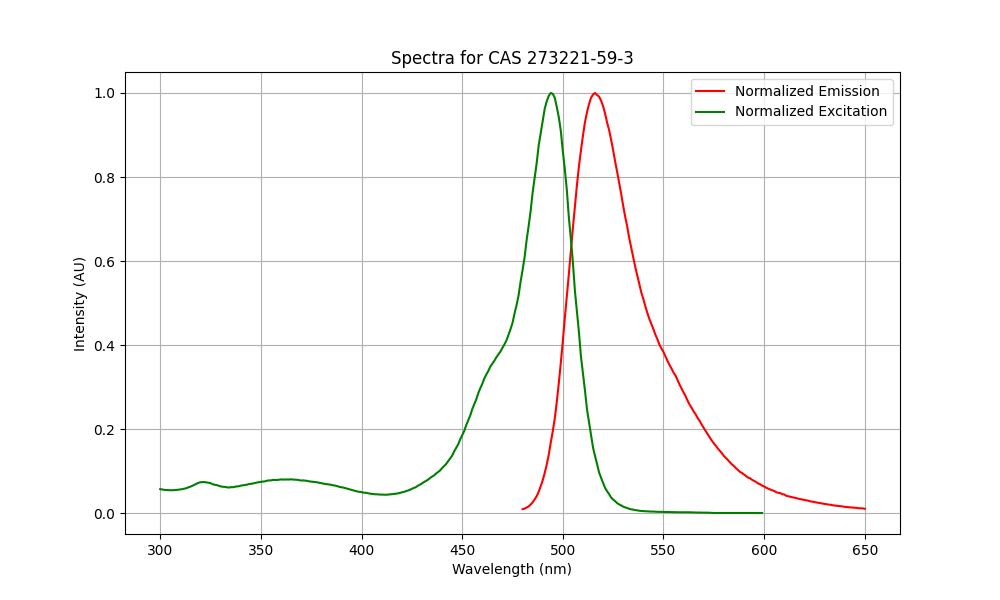 Spectra for CAS 273221-59-3
Normalized Emission
Normalized Excitation
1.0
0.8
0.6
0.4
0.2
0.0
Intensity (AU)
300 350 400 450 500 550 600 650
Wavelength (nm)